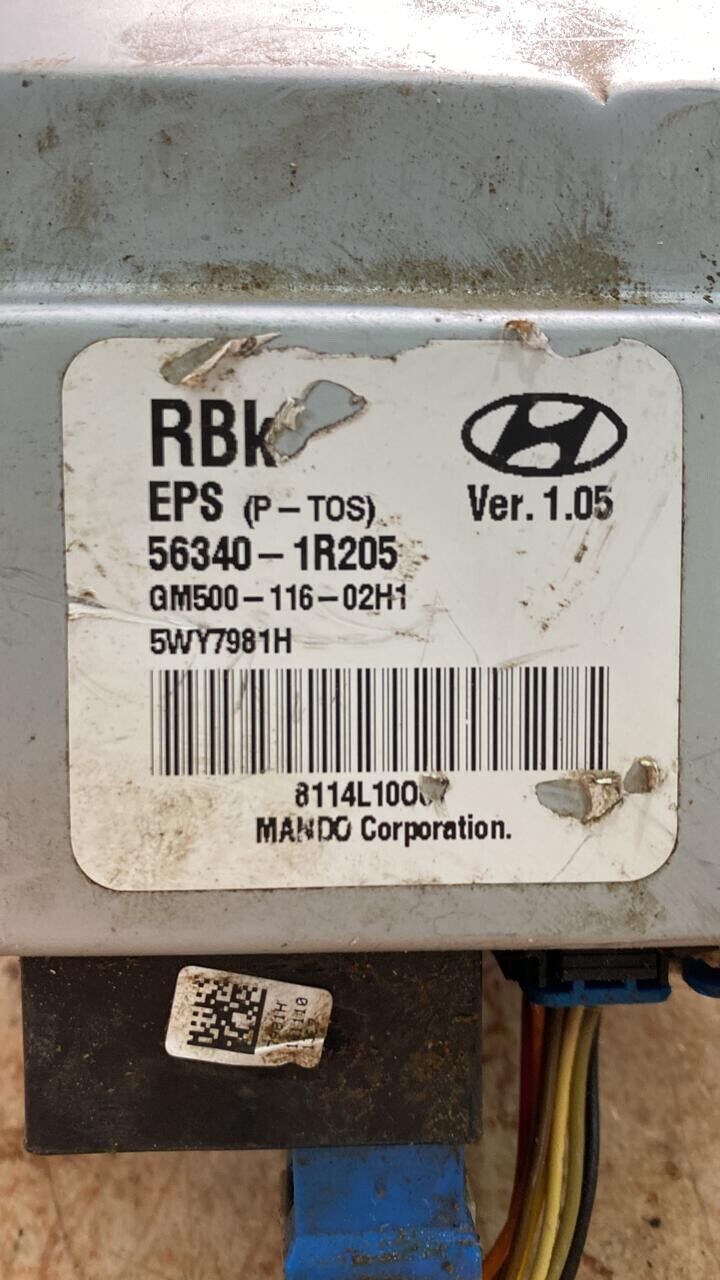 RBk
EPS (P-TOS)
Ver. 1.05
56340-1R205
GM500-116-02H1
5WY7981H
MANDO Corporation.